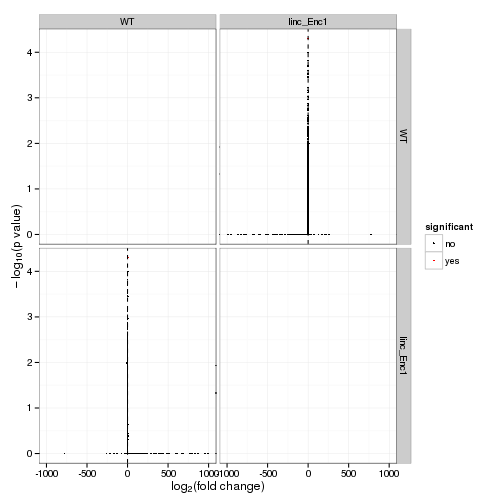 WT
linc_Enc1
4
3
2
1
0
WT
4
3
2
1
0
linc_Enc1
-1000
-500
0
500
1000
-1000
-500
0
500
1000
log2(fold change)
−log10(p value)
significant
no
yes